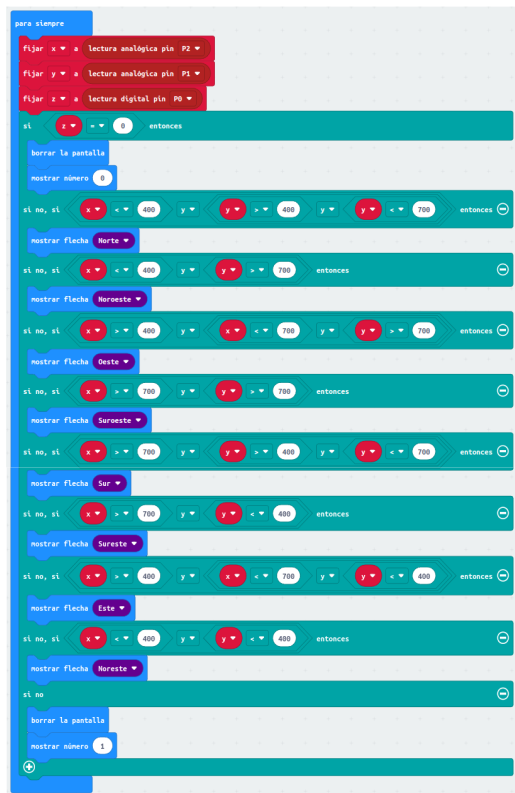 para siempre
fijar x a lectura analógica pin P2
fijar y a lectura analógica pin P1
fijar z a lectura digital pin P0
si z = 0 entonces
borrar la pantalla
mostrar número 0
si no, si x < 400 y y > 400 y y < 700 entonces
mostrar flecha Norte
si no, si x < 400 y y > 700 entonces
mostrar flecha Noroeste
si no, si x > 400 y x < 700 y y > 700 entonces
mostrar flecha Oeste
si no, si x > 700 y y > 700 entonces
mostrar flecha Suroeste
si no, si x > 700 y y > 400 y y < 700 entonces
mostrar flecha Sur
si no, si x > 700 y y < 400 entonces
mostrar flecha Sureste
si no, si x > 400 y x < 700 y y < 400 entonces
mostrar flecha Este
si no, si x < 400 y y < 400 entonces
mostrar flecha Noreste
si no
borrar la pantalla
mostrar número 1